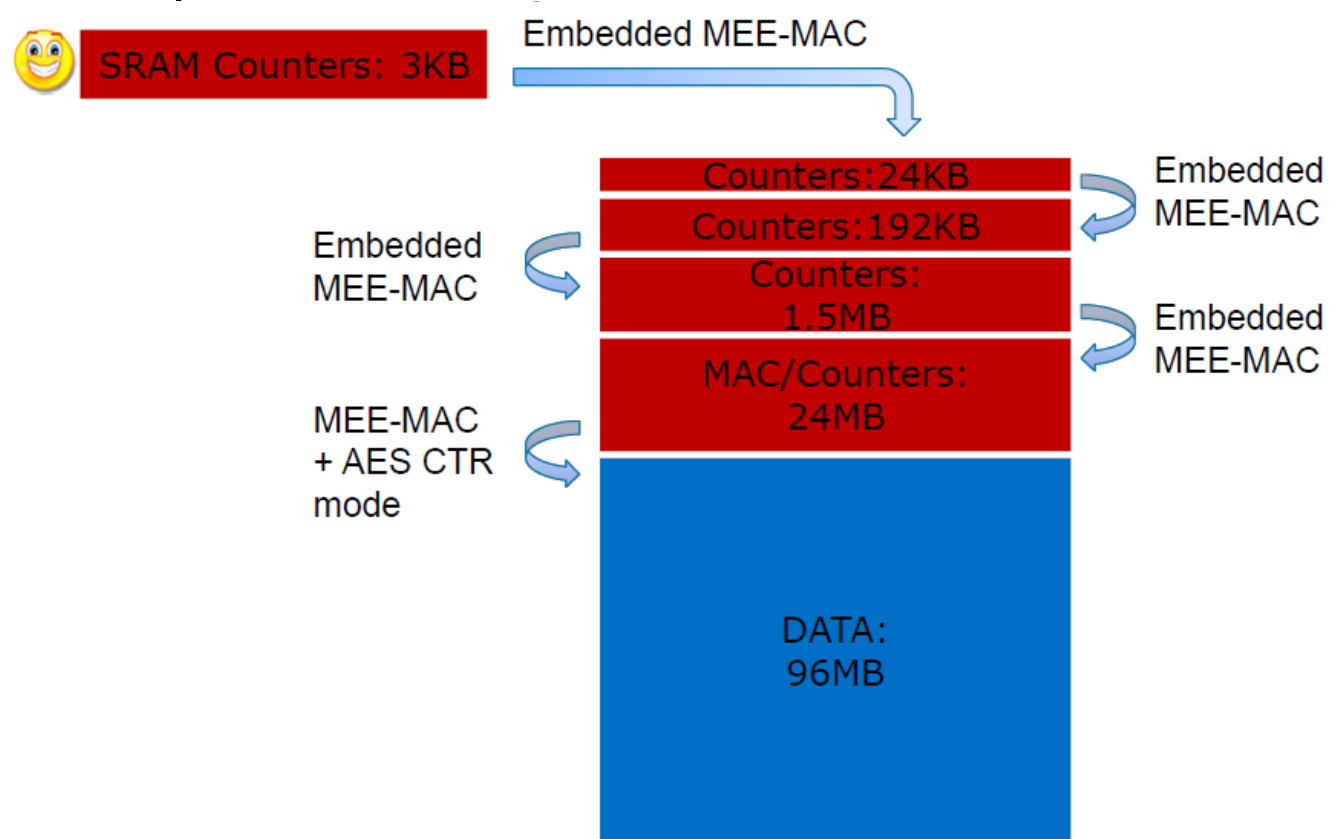 Embedded MEE-MAC
SRAM Counters: 3KB
Counters:24KB
Embedded
MEE-MAC
Counters:192KB
Embedded
MEE-MAC
Counters:
1.5MB
Embedded
MEE-MAC
MAC/Counters:
24MB
MEE-MAC
+ AES CTR
mode
DATA:
96MB